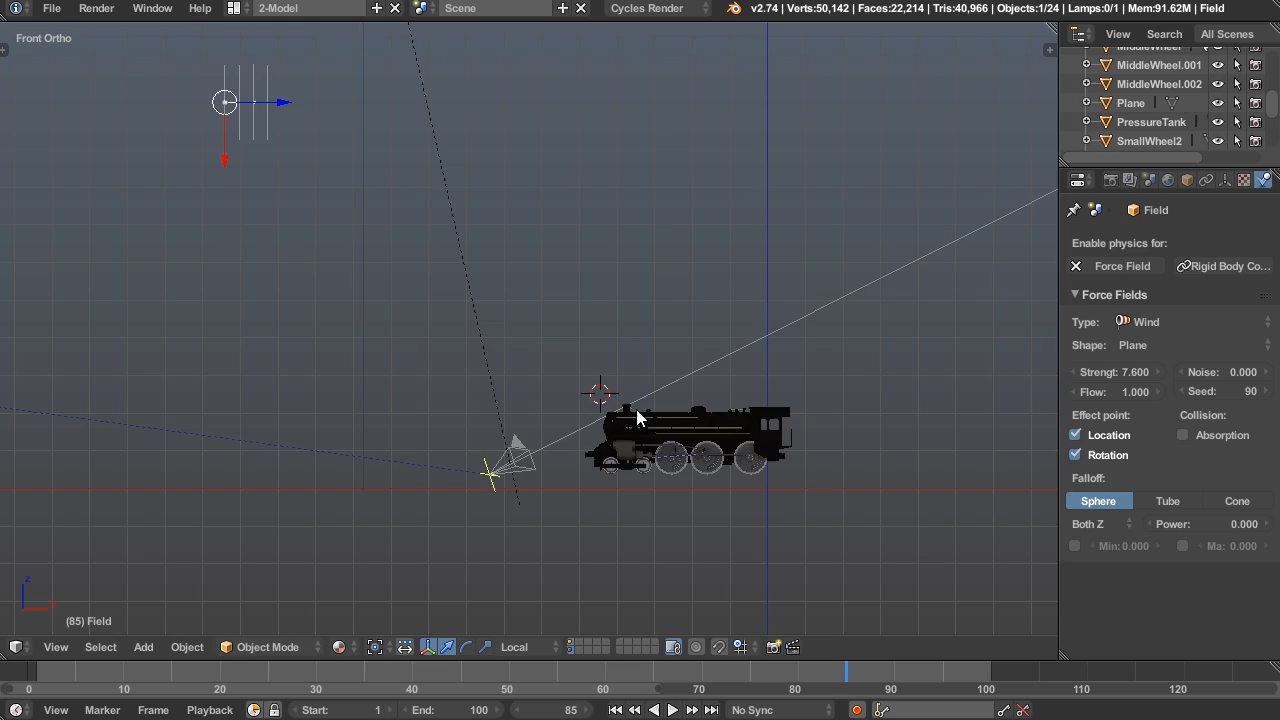 File Render Window Help 2-Model Scene Cycles Render v2.74 | Verts:50,142 | Faces:22,214 | Tris:40,966 | Objects:1/24 | Lamps:0/1 | Mem:91.62M | Field
Front Ortho
View Search All Scenes
MiddleWheel
MiddleWheel.001
MiddleWheel.002
Plane
PressureTank
SmallWheel2
Field
Enable physics for:
Force Field Rigid Body Co...
Force Fields
Type: Wind
Shape: Plane
Strengt: 7.600 Noise: 0.000
Flow: 1.000 Seed: 90
Effect point: Collision:
Location Absorption
Rotation
Falloff:
Sphere Tube Cone
Both Z Power: 0.000
Min: 0.000 Ma: 0.000
z
(85) Field
View Select Add Object Object Mode Local
0 10 20 30 40 50 60 70 80 90 100 110 120
View Marker Frame Playback Start: 1 End: 100 85 No Sync